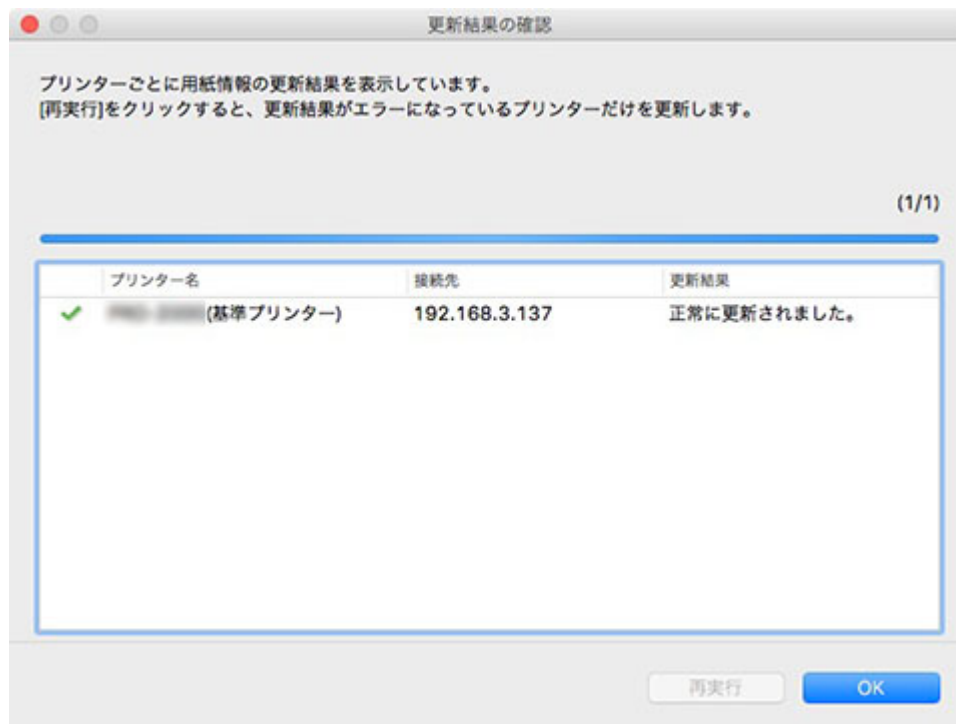 更新結果の確認
プリンターごとに用紙情報の更新結果を表示しています。
[再実行]をクリックすると、更新結果がエラーになっているプリンターだけを更新します。
(1/1)
プリンター名 接続先 更新結果
(基準プリンター) 192.168.3.137 正常に更新されました。
再実行 OK